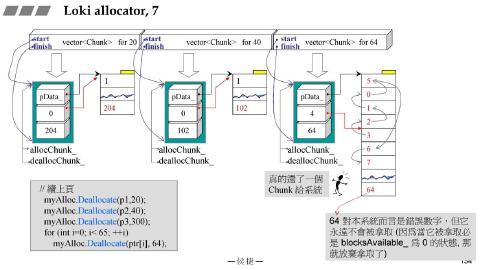 Loki allocator, 7
start
finish
vector<Chunk> for 20
start
finish
vector<Chunk> for 40
start
finish
vector<Chunk> for 64
pData_
0
204
1
204
allocChunk_
deallocChunk_
pData_
0
102
1
102
allocChunk_
deallocChunk_
pData_
4
64
5
0
1
2
3
6
7
64
allocChunk_
deallocChunk_
真的還了一個
Chunk 給系統
// 續上頁
myAlloc.Deallocate(p1,20);
myAlloc.Deallocate(p2,40);
myAlloc.Deallocate(p3,300);
for (int i=0; i< 65; ++i)
myAlloc.Deallocate(ptr[i], 64);
64 對本系統而言是錯誤數字，但它
永遠不會被拿取 (因為當它被拿取必
是 blocksAvailable_ 為 0 的狀態, 那
就放棄拿取了)
— 侯捷 —
134